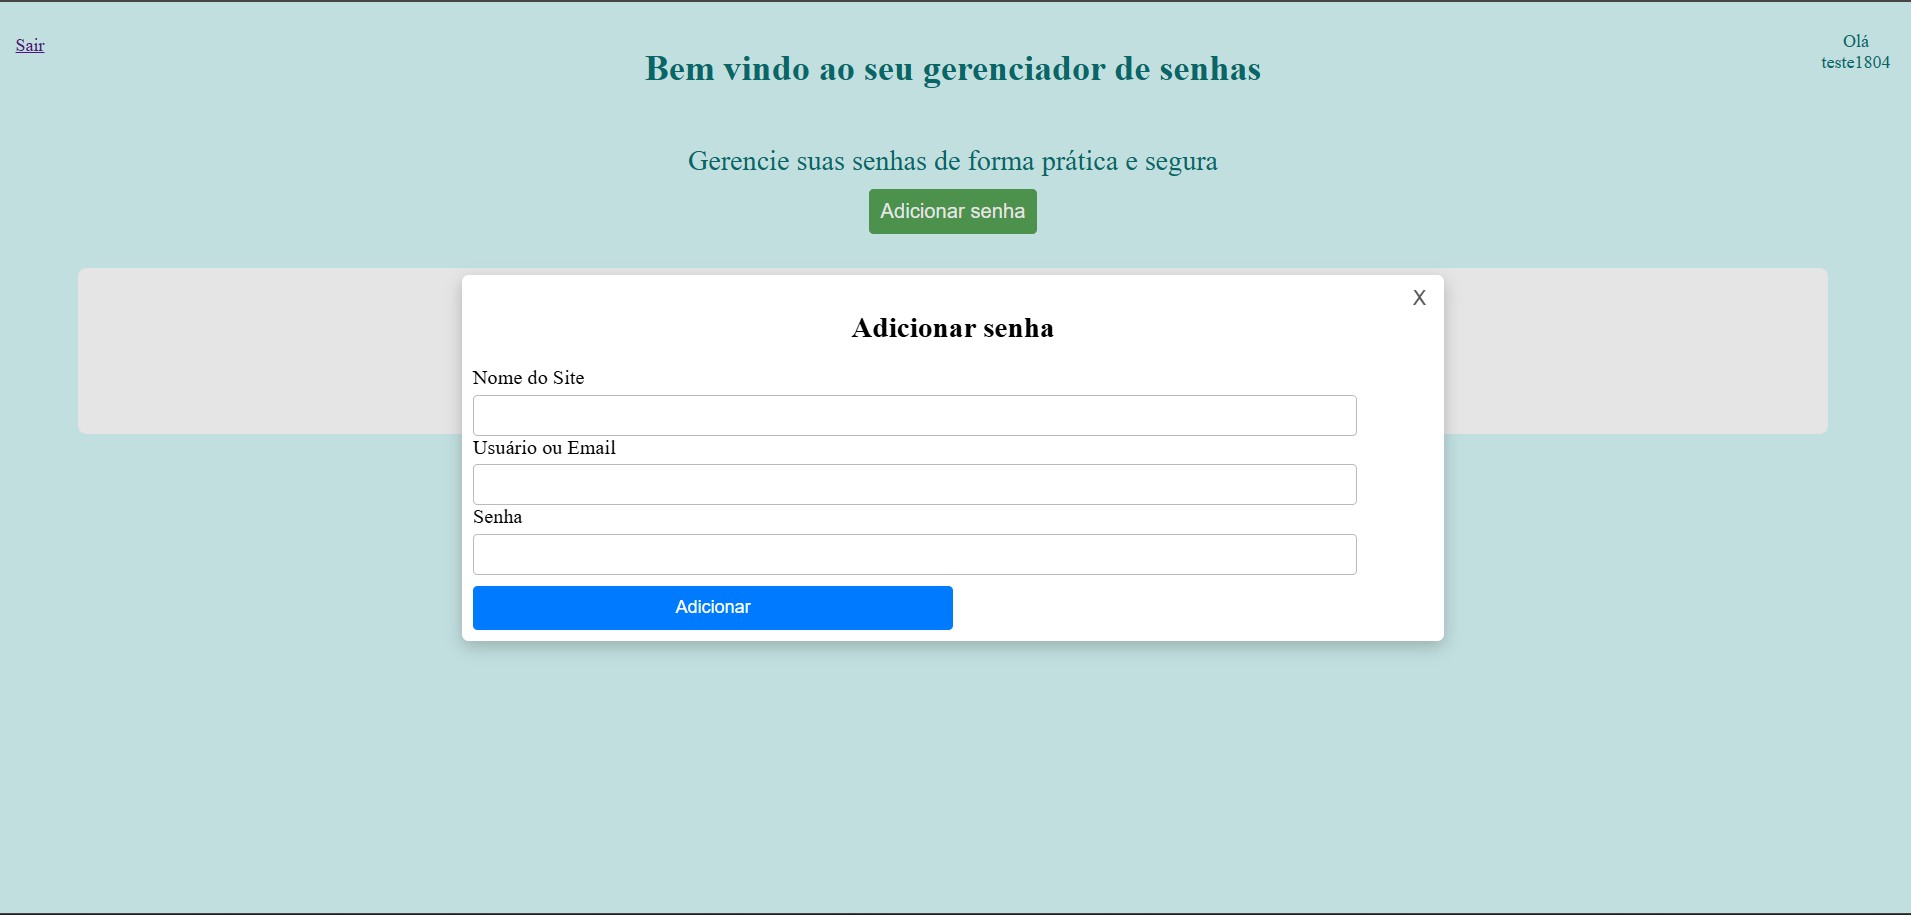 Sair
Olá
teste1804
Bem vindo ao seu gerenciador de senhas
Gerencie suas senhas de forma prática e segura
Adicionar senha
X
Adicionar senha
Nome do Site
Usuário ou Email
Senha
Adicionar